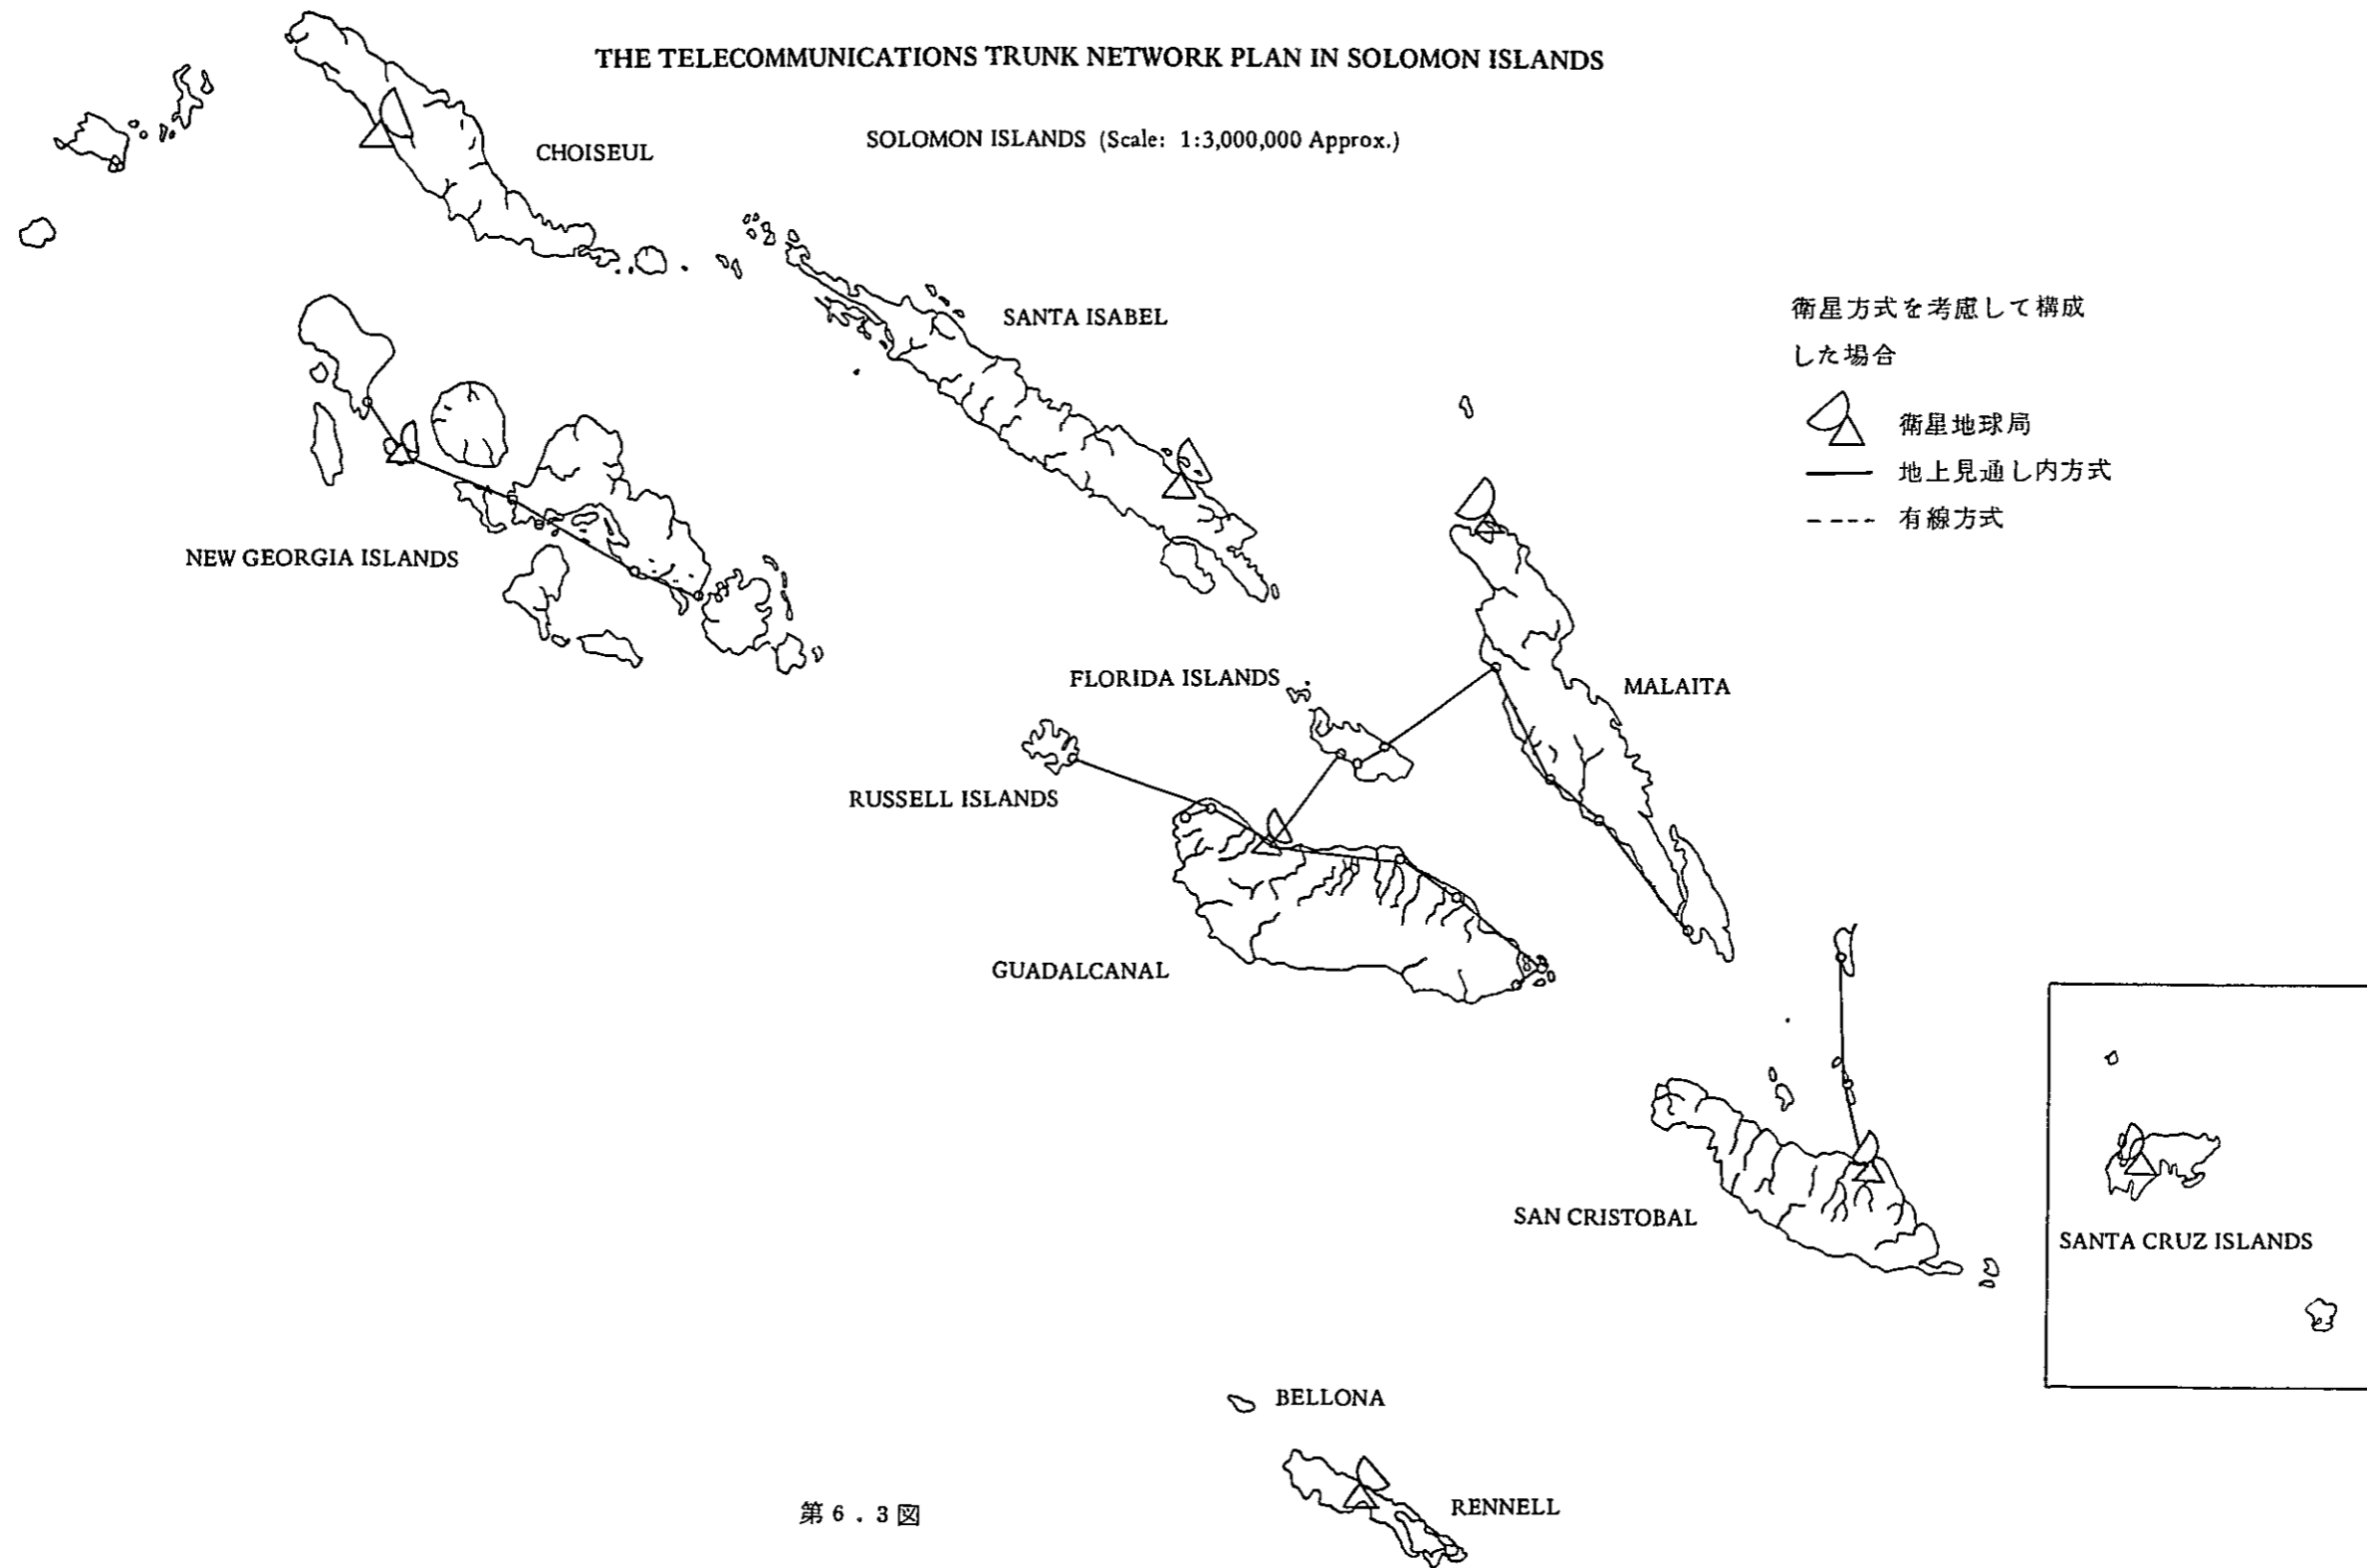 THE TELECOMMUNICATIONS TRUNK NETWORK PLAN IN SOLOMON ISLANDS
SOLOMON ISLANDS (Scale: 1:3,000,000 Approx.)
CHOISEUL
SANTA ISABEL
衛星方式を考慮して構成
した場合
衛星地球局
地上見通し内方式
有線方式
NEW GEORGIA ISLANDS
FLORIDA ISLANDS
MALAITA
RUSSELL ISLANDS
GUADALCANAL
SAN CRISTOBAL
SANTA CRUZ ISLANDS
BELLONA
RENNELL
第6.3図